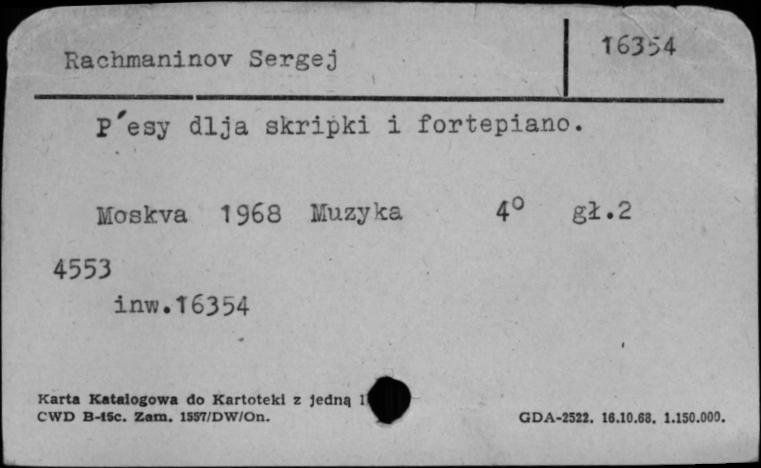 Rachmaninov Sergej 16354
P'esy dlja skripki i fortepiano.
Moskva 1968 Muzyka 4° gł.2
4553
inw.16354
Karta Katalogowa do Kartoteki z jedną
CWD B-15c. Zam. 1557/DW/On. GDA-2522. 16.10.68. 1.150.000.